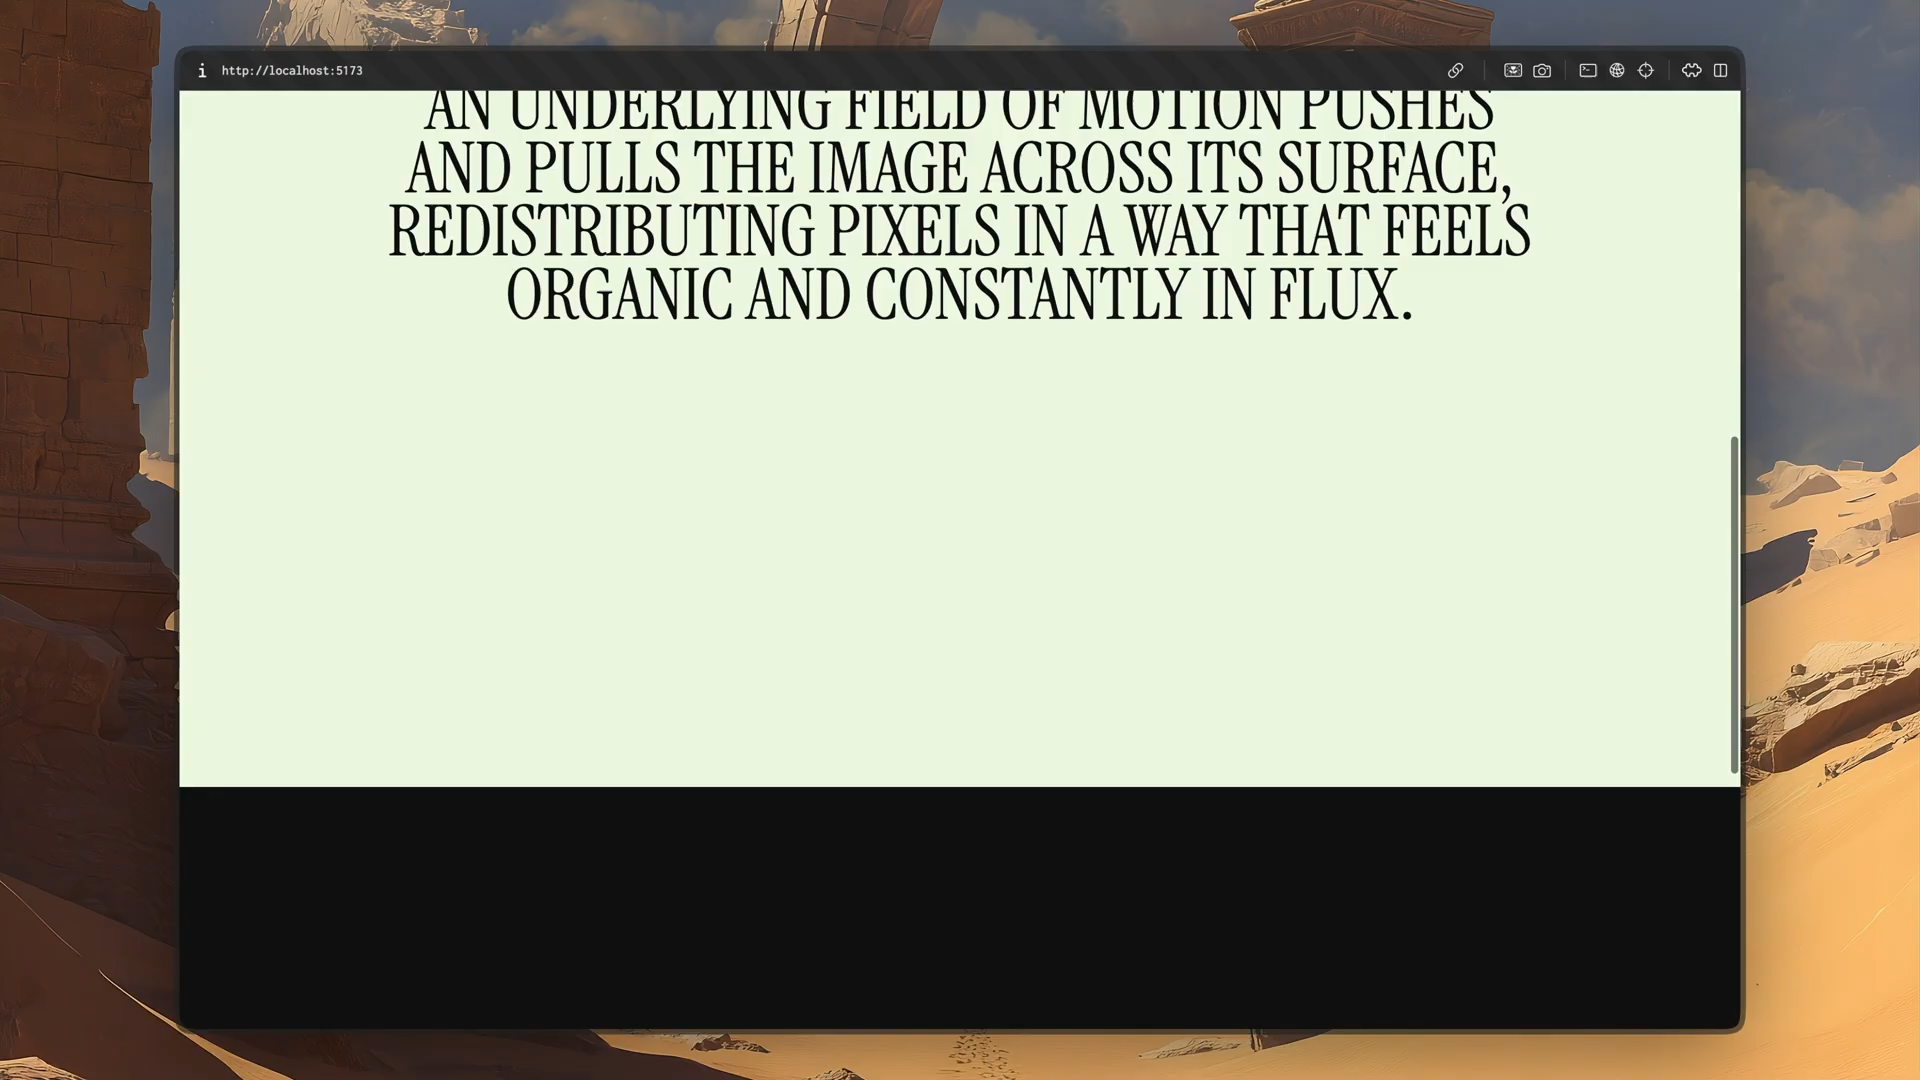 http://localhost:5173
AN UNDERLYING FIELD OF MOTION PUSHES
AND PULLS THE IMAGE ACROSS ITS SURFACE,
REDISTRIBUTING PIXELS IN A WAY THAT FEELS
ORGANIC AND CONSTANTLY IN FLUX.